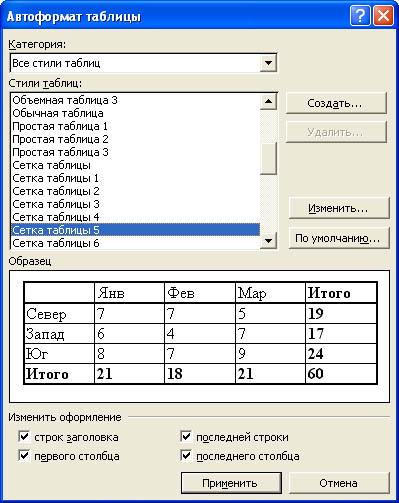 Автоформат таблицы
Категория:
Все стили таблиц
Стили таблиц:
Объемная таблица 3
Обычная таблица
Простая таблица 1
Простая таблица 2
Простая таблица 3
Сетка таблицы
Сетка таблицы 1
Сетка таблицы 2
Сетка таблицы 3
Сетка таблицы 4
Сетка таблицы 5
Сетка таблицы 6
Создать...
Удалить...
Изменить...
По умолчанию...
Образец
Янв Фев Мар Итого
Север 7 7 5 19
Запад 6 4 7 17
Юг 8 7 9 24
Итого 21 18 21 60
Изменить оформление
строк заголовка последней строки
первого столбца последнего столбца
Применить Отмена